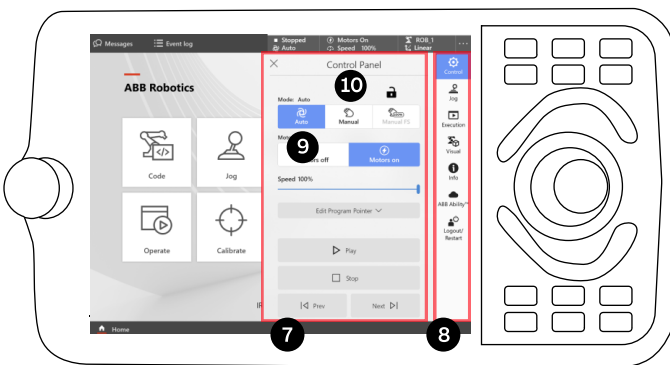 Messages
Event log
Stopped
Auto
Motors On
Speed 100%
ROB_1
Linear
...
ABB Robotics
Code
Jog
Operate
Calibrate
Control Panel
10
Mode: Auto
Auto
Manual
Manual FS
9
Motors on
Speed 100%
Edit Program Pointer
Play
Stop
Prev
Next
Control
Jog
Execution
Visual
Info
ABB Ability™
Logout/
Restart
Home
7
8